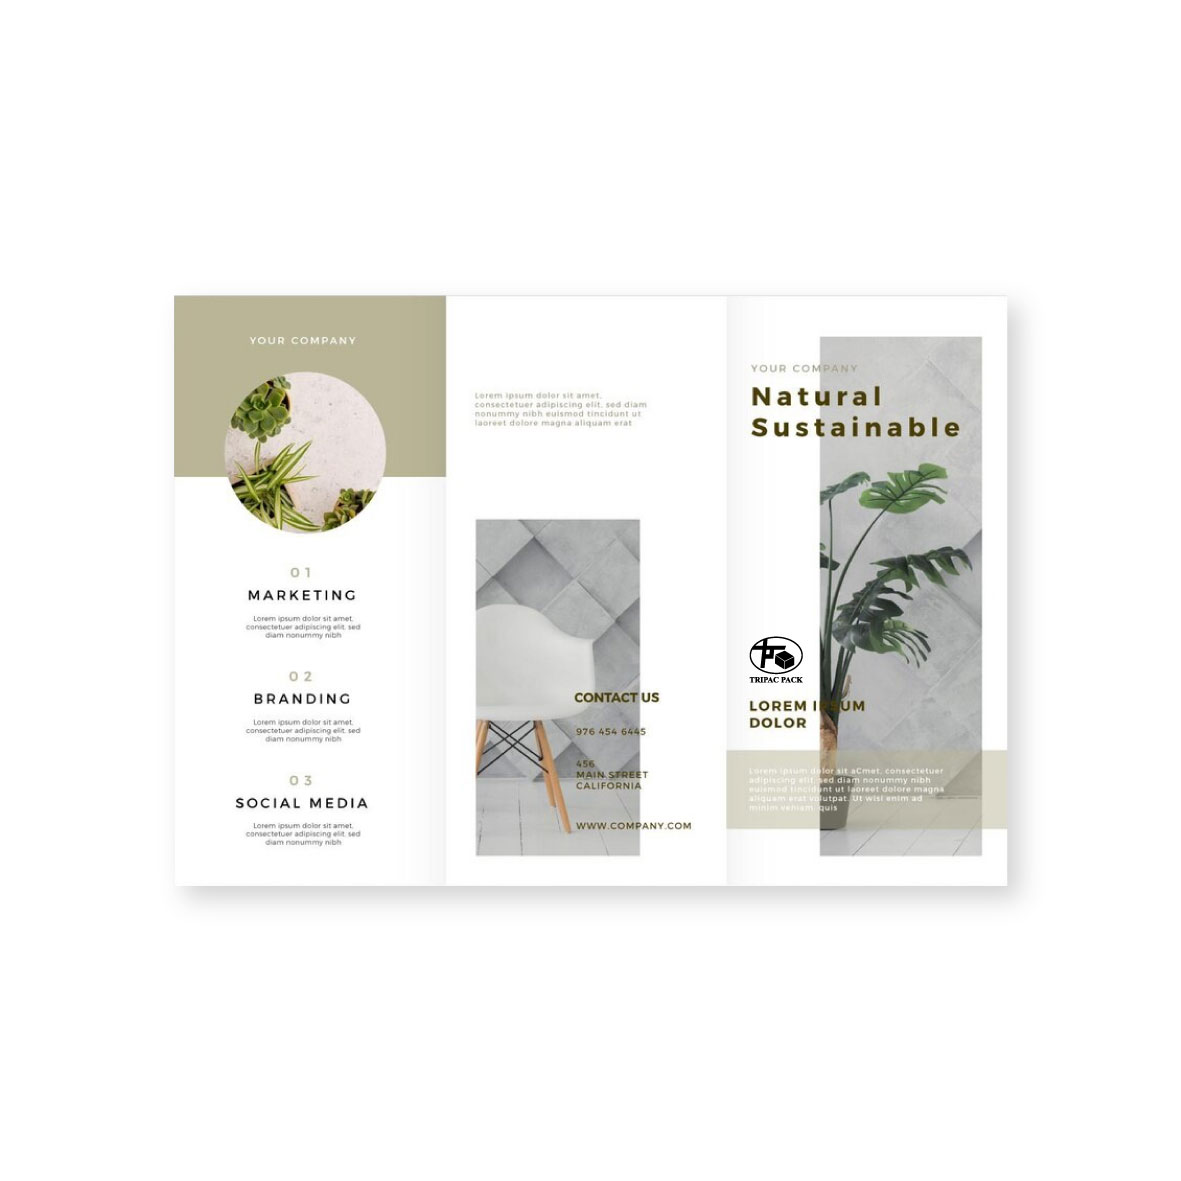 YOUR COMPANY
01
MARKETING
Lorem ipsum dolor sit amet,
consectetuer adipiscing elit, sed
diam nonummy nibh
02
BRANDING
Lorem ipsum dolor sit amet,
consectetuer adipiscing elit, sed
diam nonummy nibh
03
SOCIAL MEDIA
Lorem ipsum dolor sit amet,
consectetuer adipiscing elit, sed
diam nonummy nibh
Lorem ipsum dolor sit amet,
consectetuer adipiscing elit, sed diam
nonummy nibh euismod tincidunt ut
laoreet dolore magna aliquam erat
CONTACT US
976 454 6445
456
MAIN STREET
CALIFORNIA
WWW.COMPANY.COM
YOUR COMPANY
Natural
Sustainable
TRIPAC PACK
LOREM IPSUM
DOLOR
Lorem ipsum dolor sit aCmet, consectetuer
adipiscing elit, sed diam nonummy nibh
euismod tincidunt ut laoreet dolore magna
aliquam erat volutpat. Ut wisi enim ad
minim veniam, quis